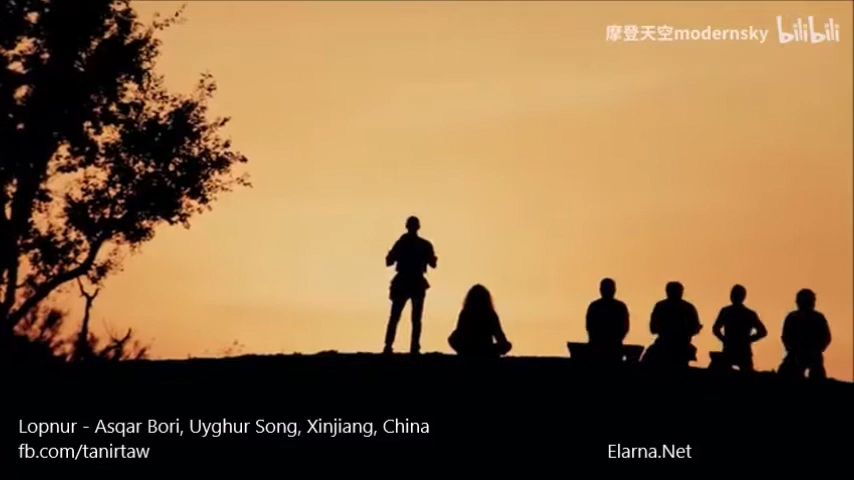 摩登天空modernsky bilibili
Lopnur - Asqar Bori, Uyghur Song, Xinjiang, China
fb.com/tanirtaw
Elarna.Net